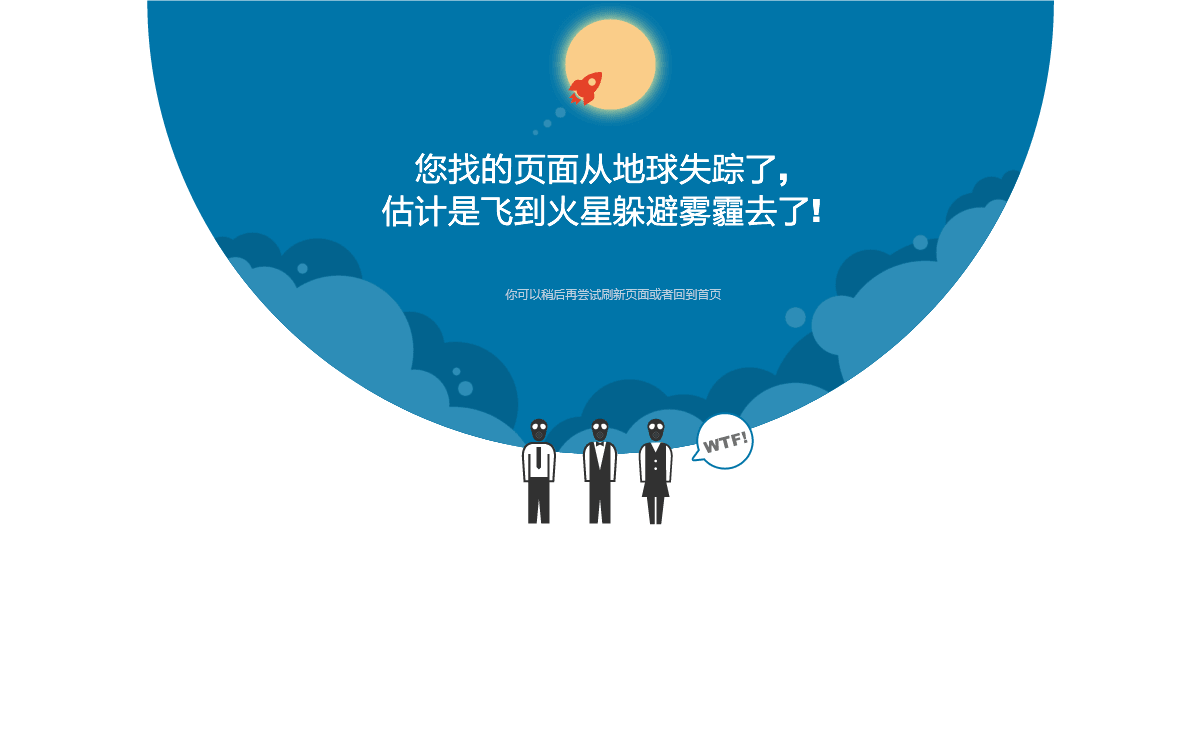 您找的页面从地球失踪了,
估计是飞到火星躲避雾霾去了!
你可以稍后再尝试刷新页面或者回到首页
WTF!